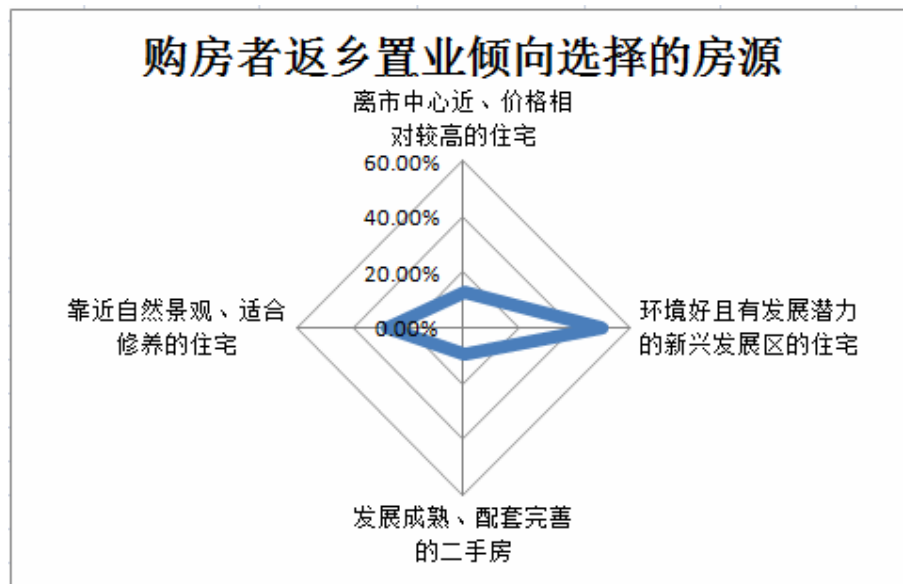 购房者返乡置业倾向选择的房源
离市中心近、价格相
对较高的住宅
60.00%
40.00%
20.00%
0.00%
靠近自然景观、适合
修养的住宅
环境好且有发展潜力
的新兴发展区的住宅
发展成熟、配套完善
的二手房